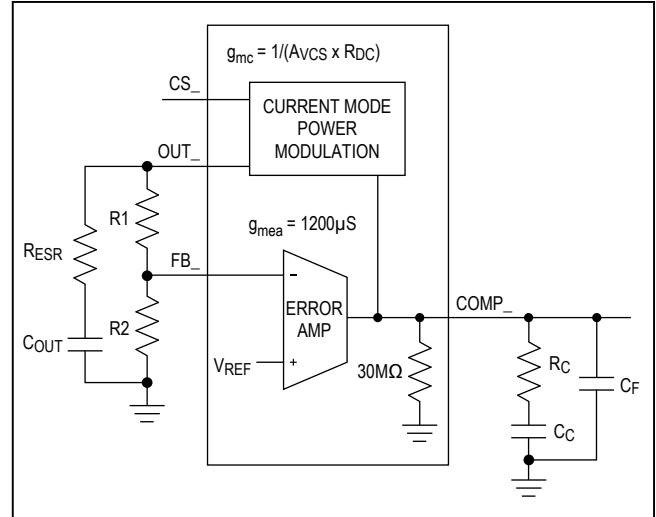 gmc = 1/(AVCS x RDC)
CS_
CURRENT MODE
POWER
MODULATION
OUT_
R1
gmea = 1200µS
RESR
FB_
-
COMP_
ERROR
AMP
R2
COUT
VREF
+
30MΩ
RC
CF
CC